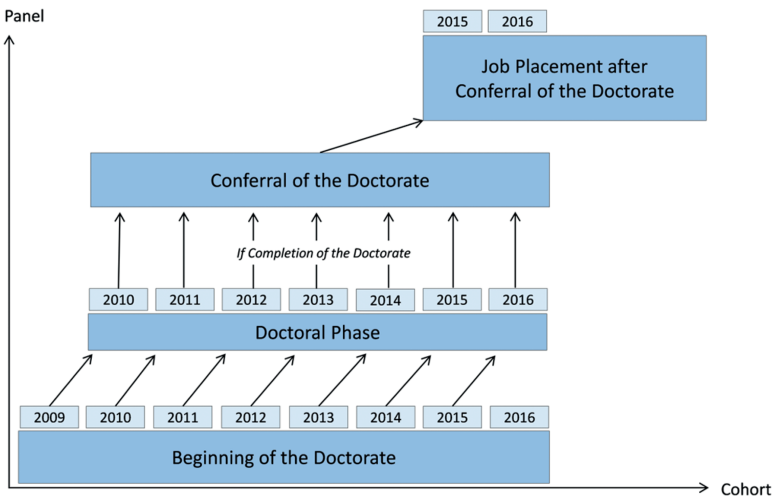 Panel
2015 2016
Job Placement after
Conferral of the Doctorate
Conferral of the Doctorate
If Completion of the Doctorate
2010 2011 2012 2013 2014 2015 2016
Doctoral Phase
2009 2010 2011 2012 2013 2014 2015 2016
Beginning of the Doctorate
Cohort